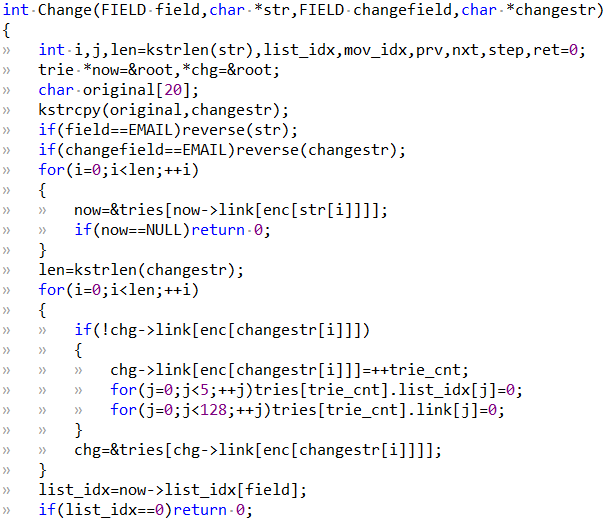 int Change(FIELD field,char *str,FIELD changefield,char *changestr)
{
»   int i,j,len=kstrlen(str),list_idx,mov_idx,prv,nxt,step,ret=0;
»   trie *now=&root,*chg=&root;
»   char original[20];
»   kstrcpy(original,changestr);
»   if(field==EMAIL)reverse(str);
»   if(changefield==EMAIL)reverse(changestr);
»   for(i=0;i<len;++i)
»   {
»   »   now=&tries[now->link[enc[str[i]]]];
»   »   if(now==NULL)return 0;
»   }
»   len=kstrlen(changestr);
»   for(i=0;i<len;++i)
»   {
»   »   if(!chg->link[enc[changestr[i]]])
»   »   {
»   »   »   chg->link[enc[changestr[i]]]=++trie_cnt;
»   »   »   for(j=0;j<5;++j)tries[trie_cnt].list_idx[j]=0;
»   »   »   for(j=0;j<128;++j)tries[trie_cnt].link[j]=0;
»   »   }
»   »   chg=&tries[chg->link[enc[changestr[i]]]];
»   }
»   list_idx=now->list_idx[field];
»   if(list_idx==0)return 0;